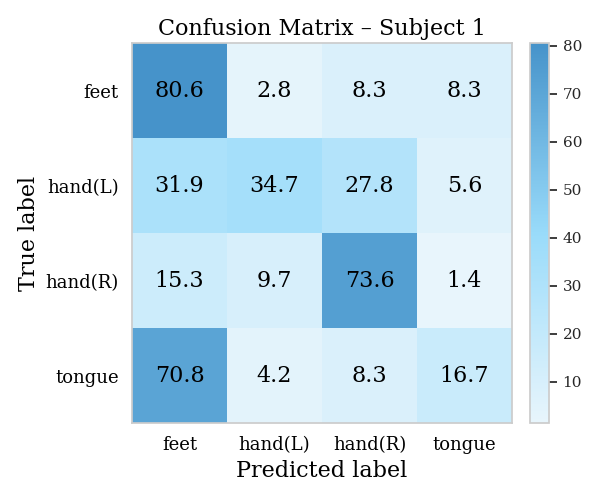 Confusion Matrix – Subject 1
feet 80.6 2.8 8.3 8.3
hand(L) 31.9 34.7 27.8 5.6
hand(R) 15.3 9.7 73.6 1.4
tongue 70.8 4.2 8.3 16.7
feet hand(L) hand(R) tongue
Predicted label
True label
80
70
60
50
40
30
20
10